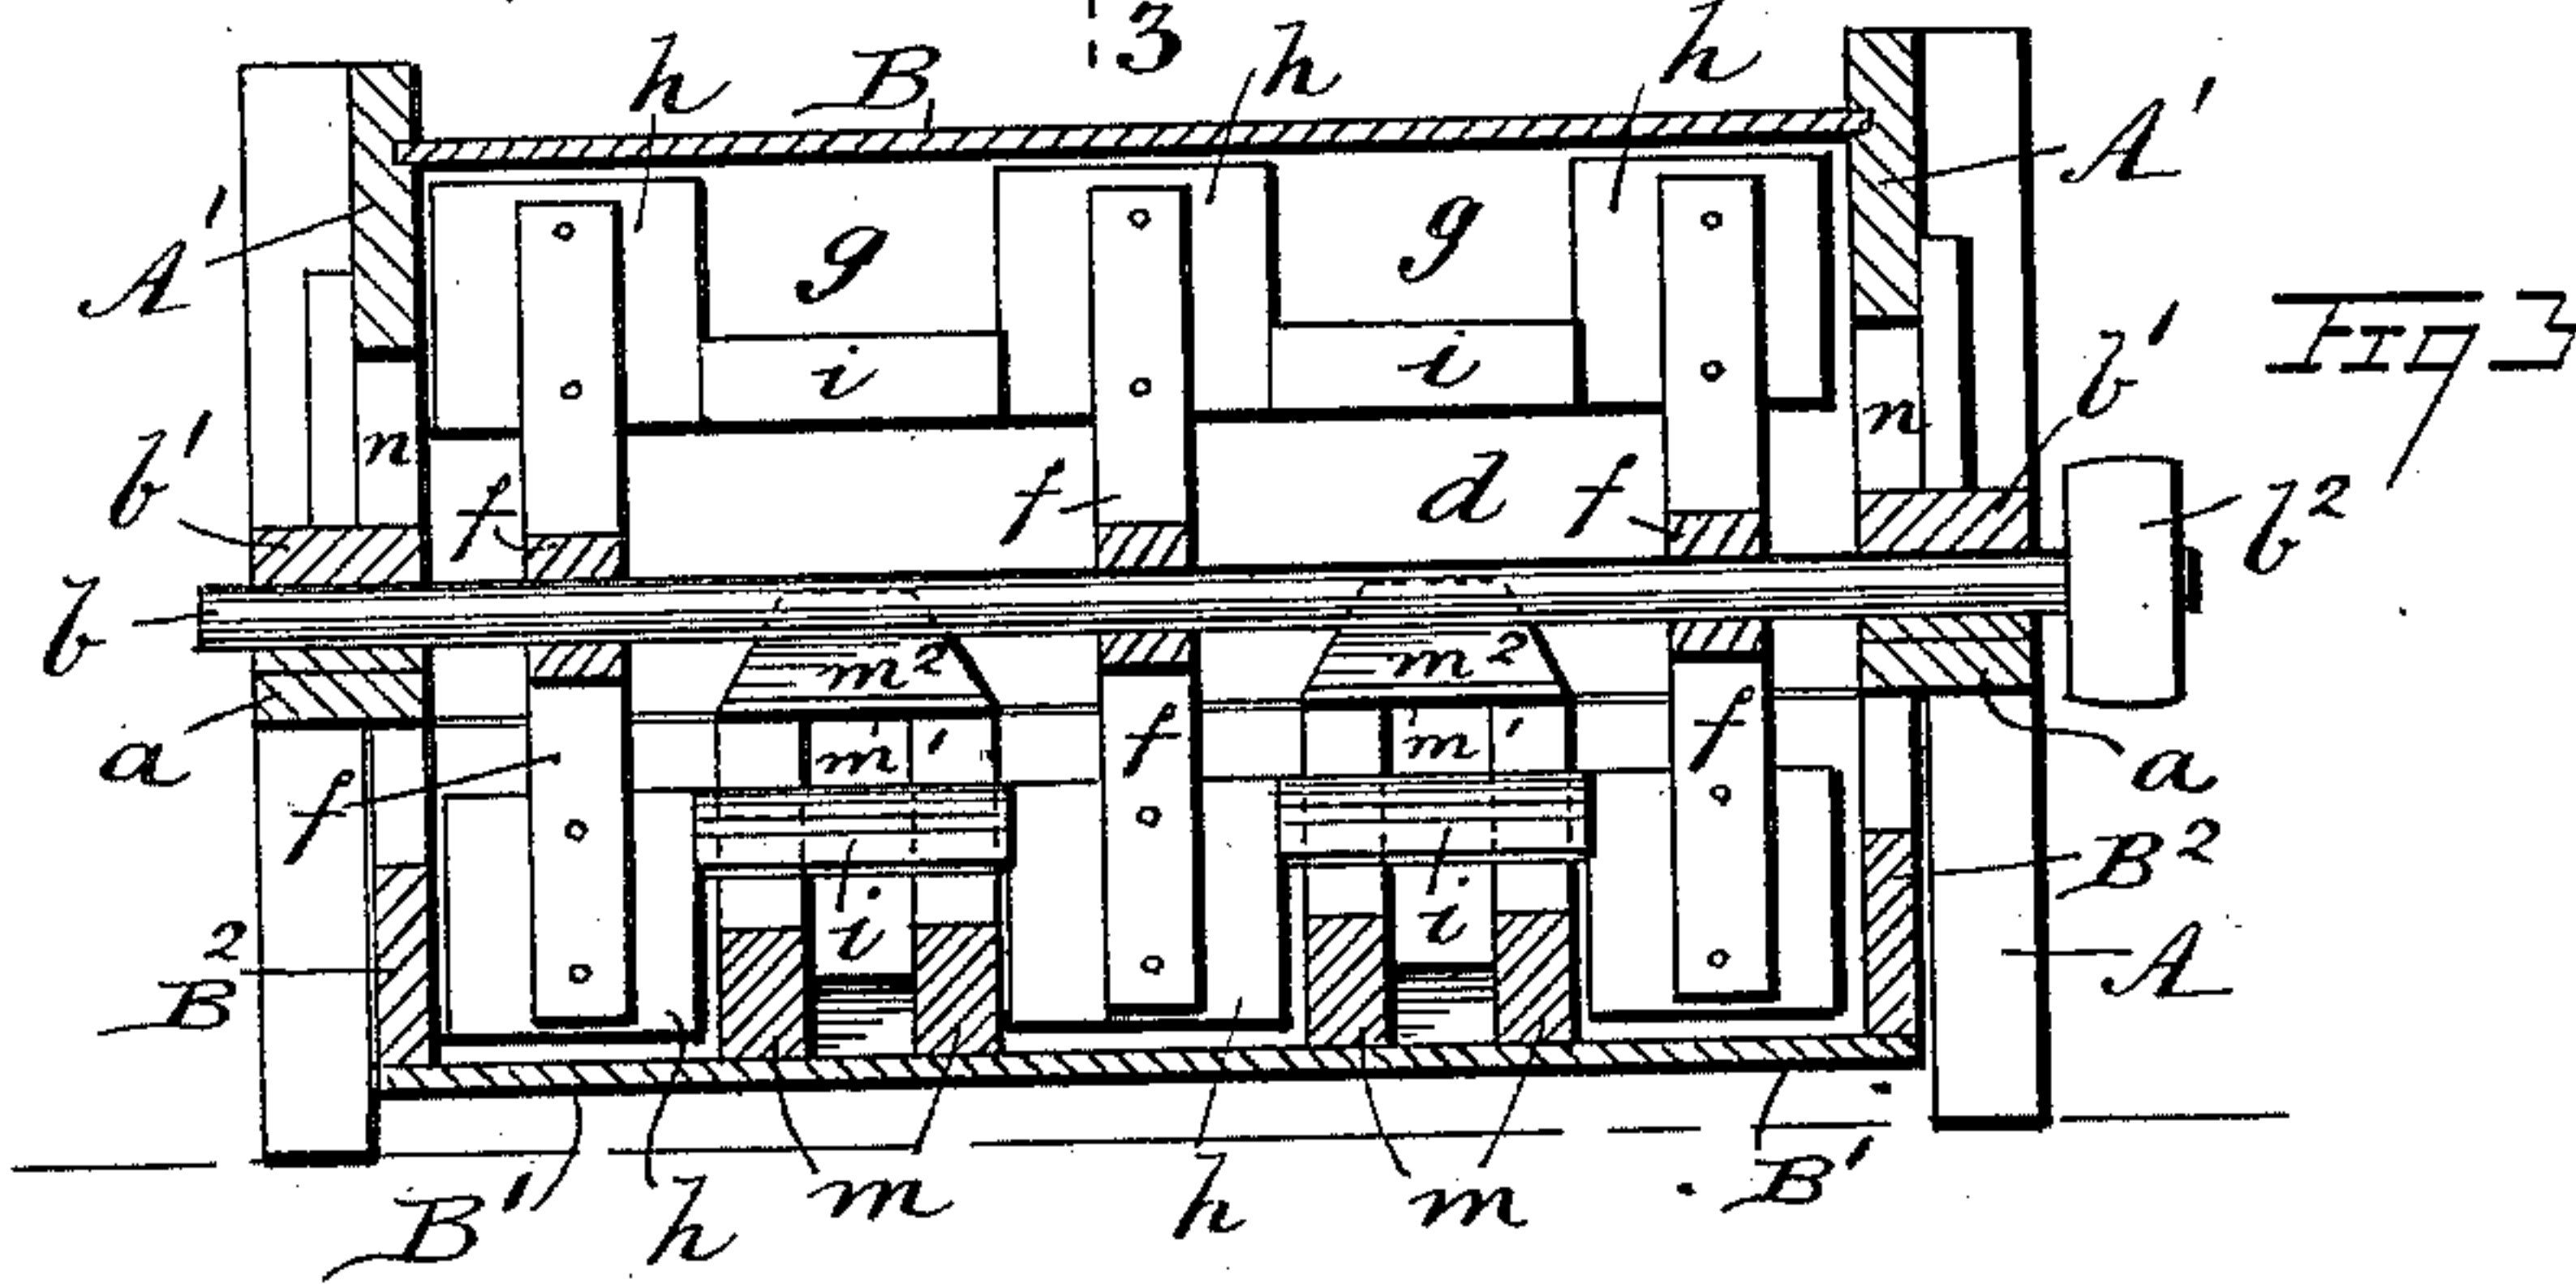 3
h B h h
A' A'
g g
Fig 3
i i
b' n n b'
f f d f
b b²
m² m²
a f f a
m' m'
f
B²
i i
B² A
B' h m h m B'